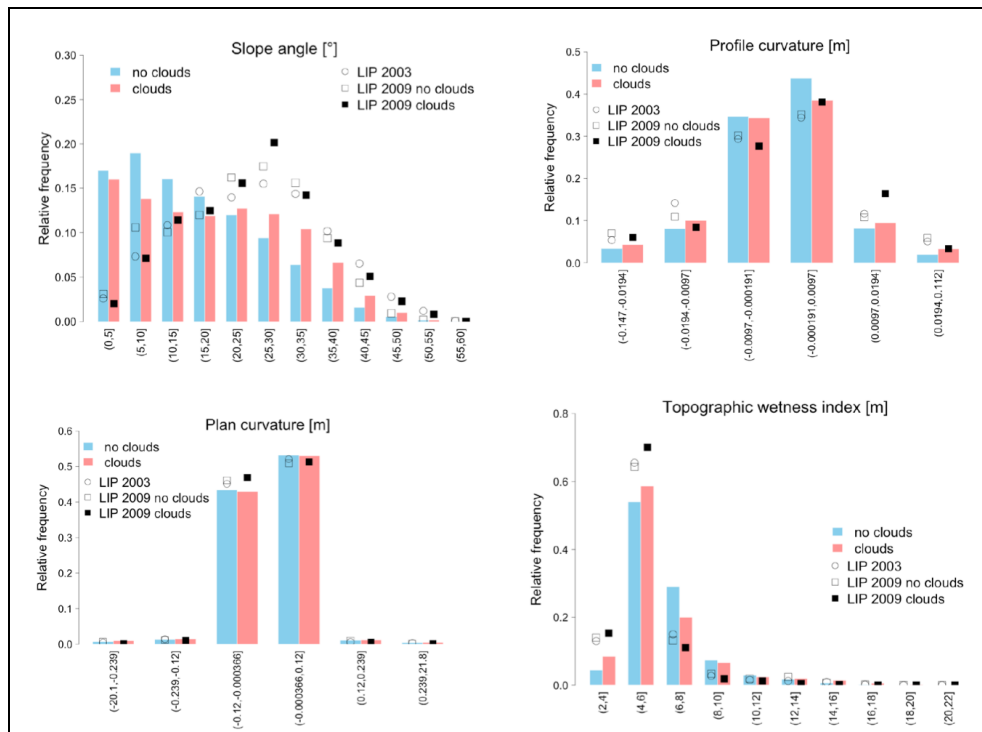 Slope angle [°]
0.30
0.25
0.20
0.15
0.10
0.05
0.00
Relative frequency
no clouds
clouds
LIP 2003
LIP 2009 no clouds
LIP 2009 clouds
(0,5]
(5,10]
(10,15]
(15,20]
(20,25]
(25,30]
(30,35]
(35,40]
(40,45]
(45,50]
(50,55]
(55,60]
Profile curvature [m]
0.5
0.4
0.3
0.2
0.1
0.0
Relative frequency
no clouds
clouds
LIP 2003
LIP 2009 no clouds
LIP 2009 clouds
(-0.147,-0.0194]
(-0.0194,-0.0097]
(-0.0097,-0.000191]
(-0.000191,0.0097]
(0.0097,0.0194]
(0.0194,0.112]
Plan curvature [m]
0.6
0.5
0.4
0.3
0.2
0.1
0.0
Relative frequency
no clouds
clouds
LIP 2003
LIP 2009 no clouds
LIP 2009 clouds
(-20.1,-0.239]
(-0.239,-0.12]
(-0.12,-0.000366]
(-0.000366,0.12]
(0.12,0.239]
(0.239,21.8]
Topographic wetness index [m]
0.8
0.6
0.4
0.2
0.0
Relative frequency
no clouds
clouds
LIP 2003
LIP 2009 no clouds
LIP 2009 clouds
(2,4]
(4,6]
(6,8]
(8,10]
(10,12]
(12,14]
(14,16]
(16,18]
(18,20]
(20,22]